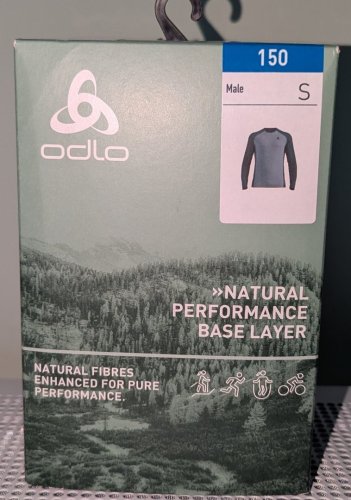 150
Male S
odlo
»NATURAL
PERFORMANCE
BASE LAYER
NATURAL FIBRES
ENHANCED FOR PURE
PERFORMANCE.